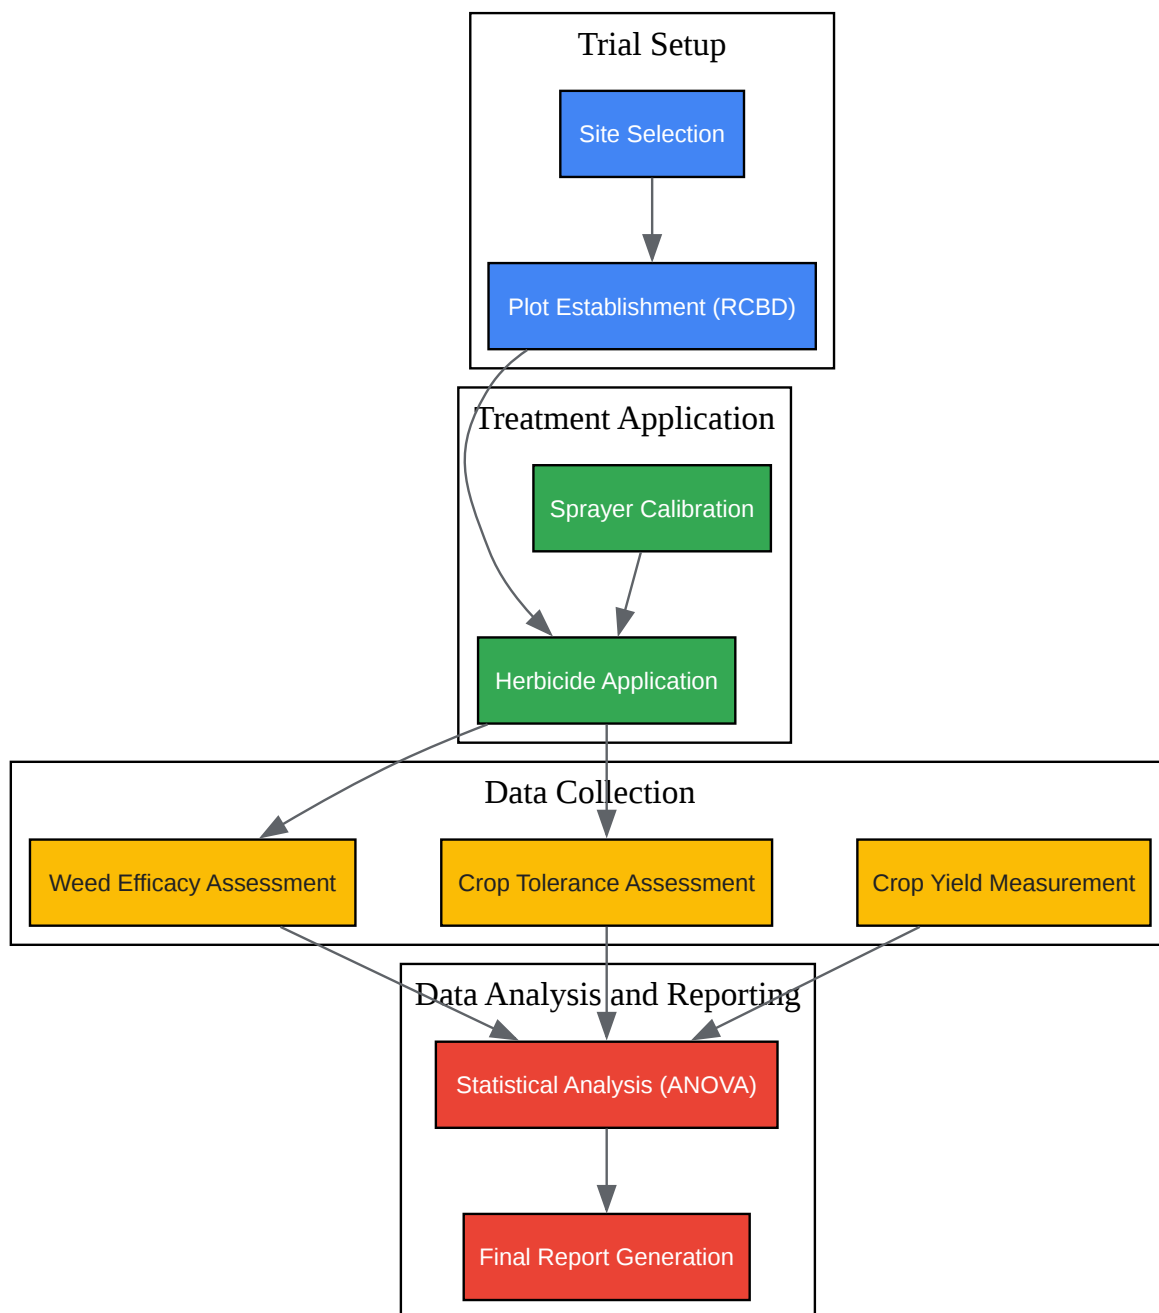 Trial Setup
Site Selection
Plot Establishment (RCBD)
Treatment Application
Sprayer Calibration
Herbicide Application
Data Collection
Weed Efficacy Assessment
Crop Tolerance Assessment
Crop Yield Measurement
Data Analysis and Reporting
Statistical Analysis (ANOVA)
Final Report Generation